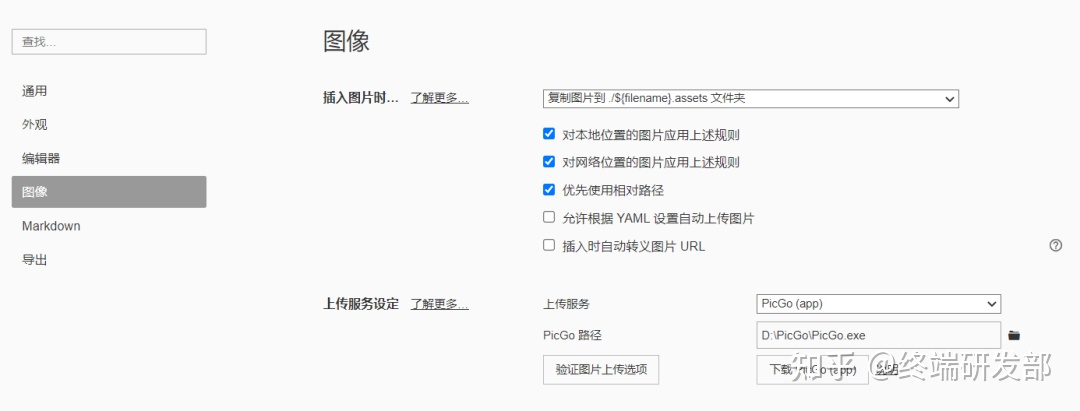 查找...
通用
外观
编辑器
图像
Markdown
导出
图像
插入图片时... 了解更多... 复制图片到 ./${filename}.assets 文件夹
对本地位置的图片应用上述规则
对网络位置的图片应用上述规则
优先使用相对路径
允许根据 YAML 设置自动上传图片
插入时自动转义图片 URL
上传服务设定 了解更多... 上传服务 PicGo (app)
PicGo 路径 D:\PicGo\PicGo.exe
验证图片上传选项 下载 PicGo (app) 说明
知乎 @终端研发部